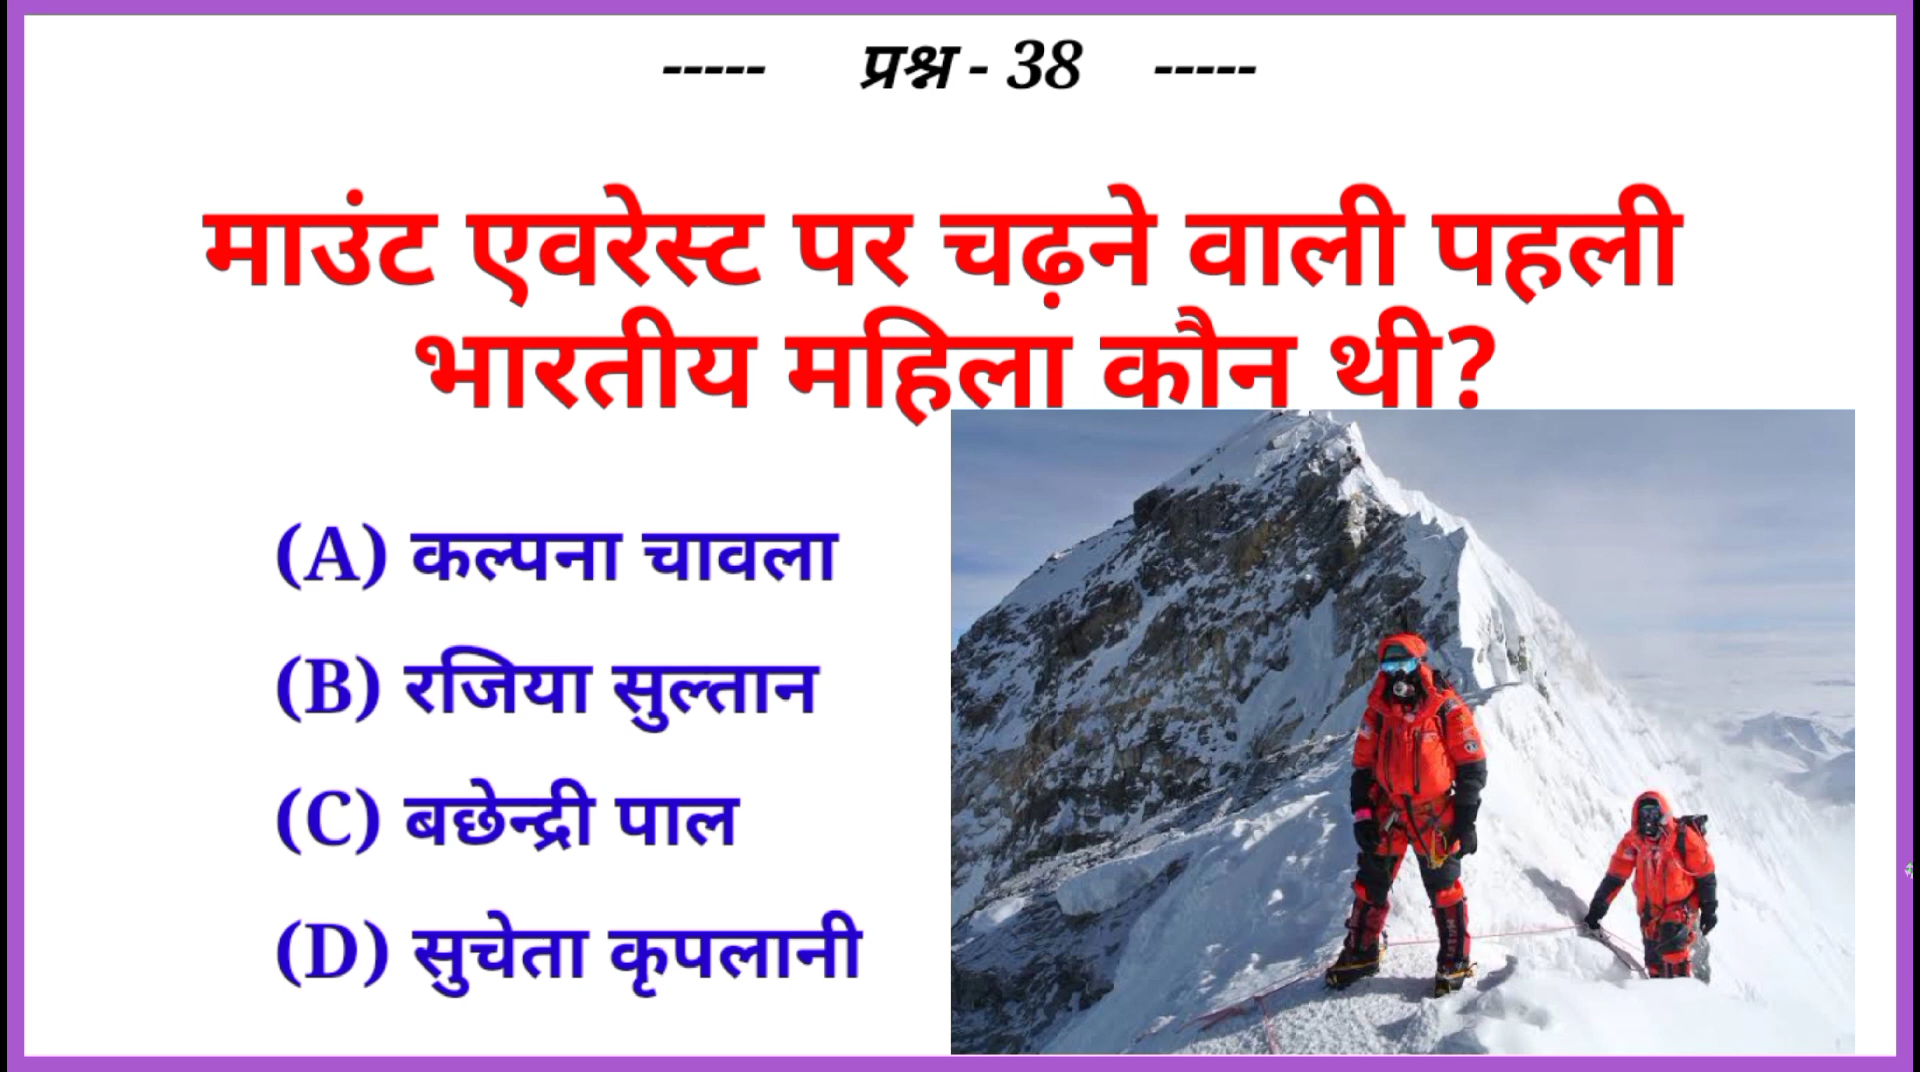 ----- प्रश्न - 38 -----
माउंट एवरेस्ट पर चढ़ने वाली पहली
भारतीय महिला कौन थी?
(A) कल्पना चावला
(B) रजिया सुल्तान
(C) बछेन्द्री पाल
(D) सुचेता कृपलानी